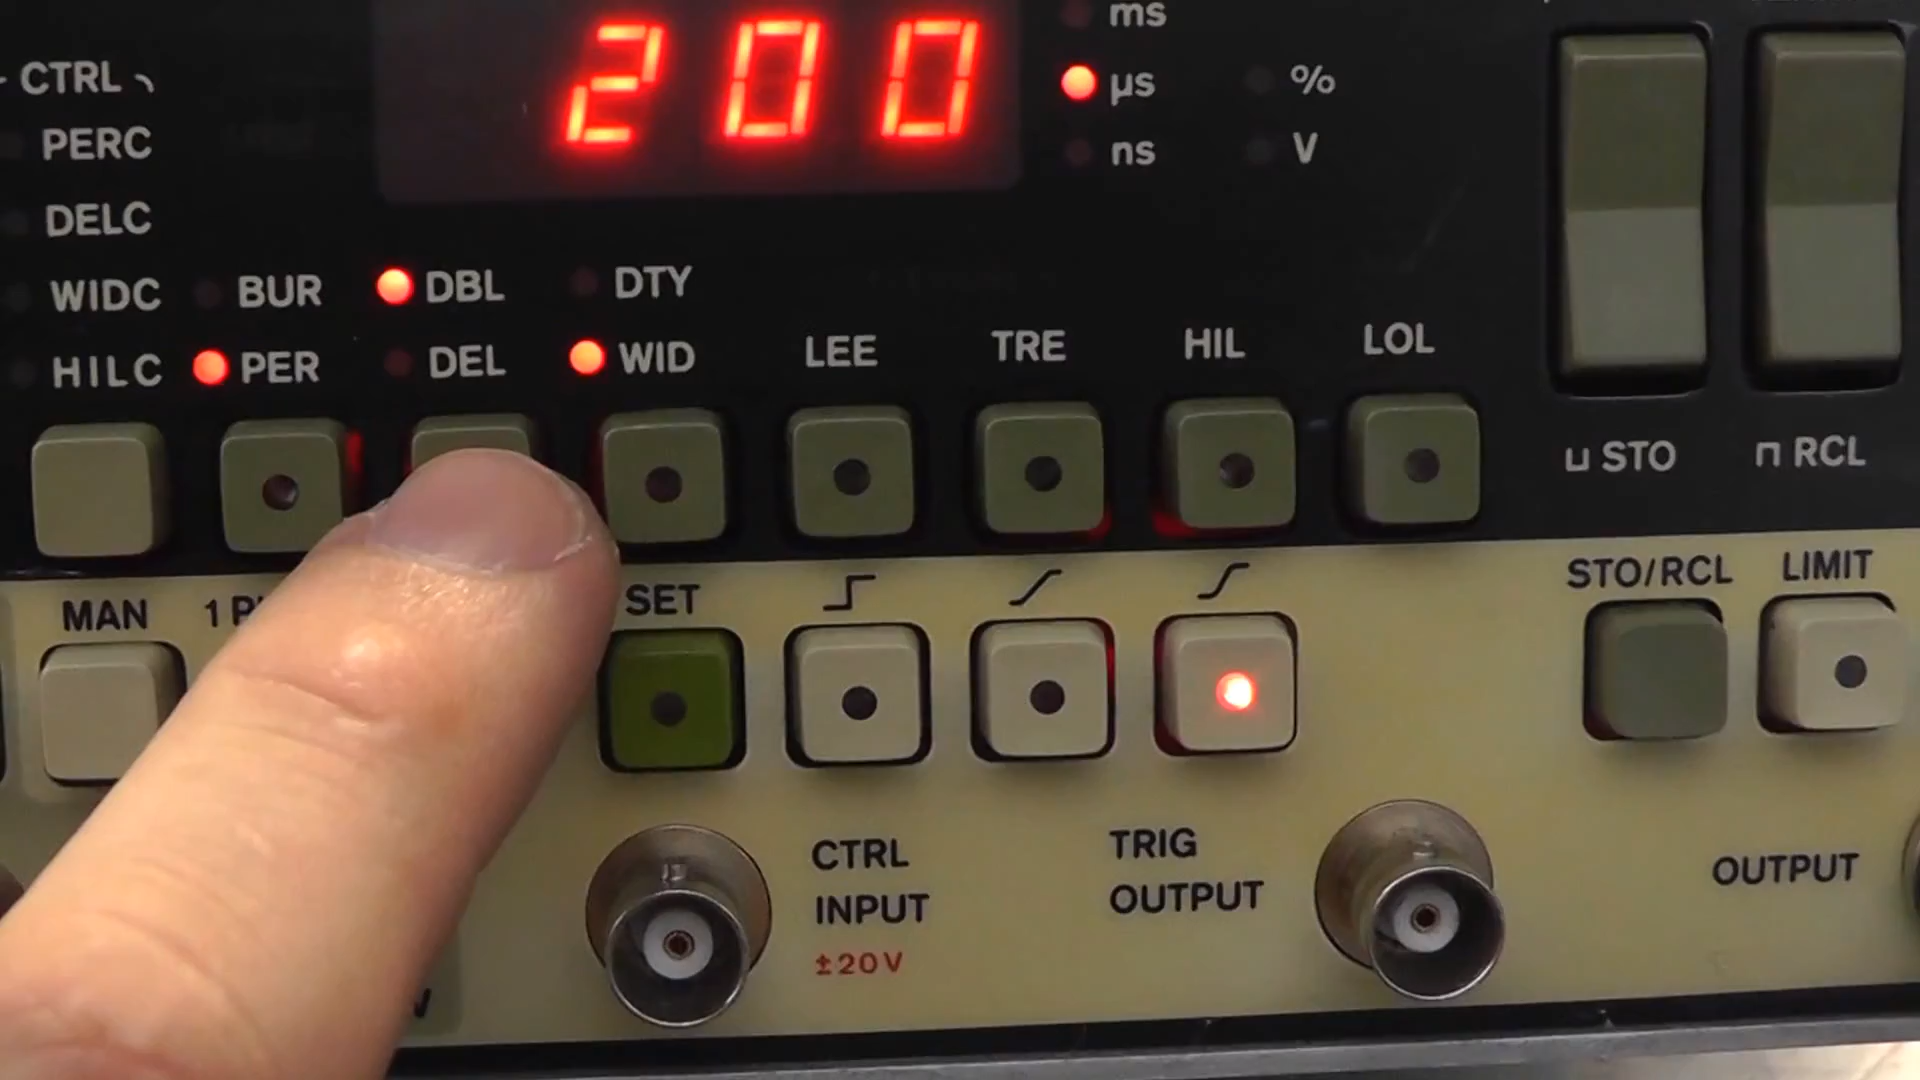 200
ms
CTRL
µs
%
PERC
ns
V
DELC
WIDC
BUR
DBL
DTY
HILC
PER
DEL
WID
LEE
TRE
HIL
LOL
STO
RCL
MAN
1 P
SET
STO/RCL
LIMIT
CTRL
INPUT
±20V
TRIG
OUTPUT
OUTPUT